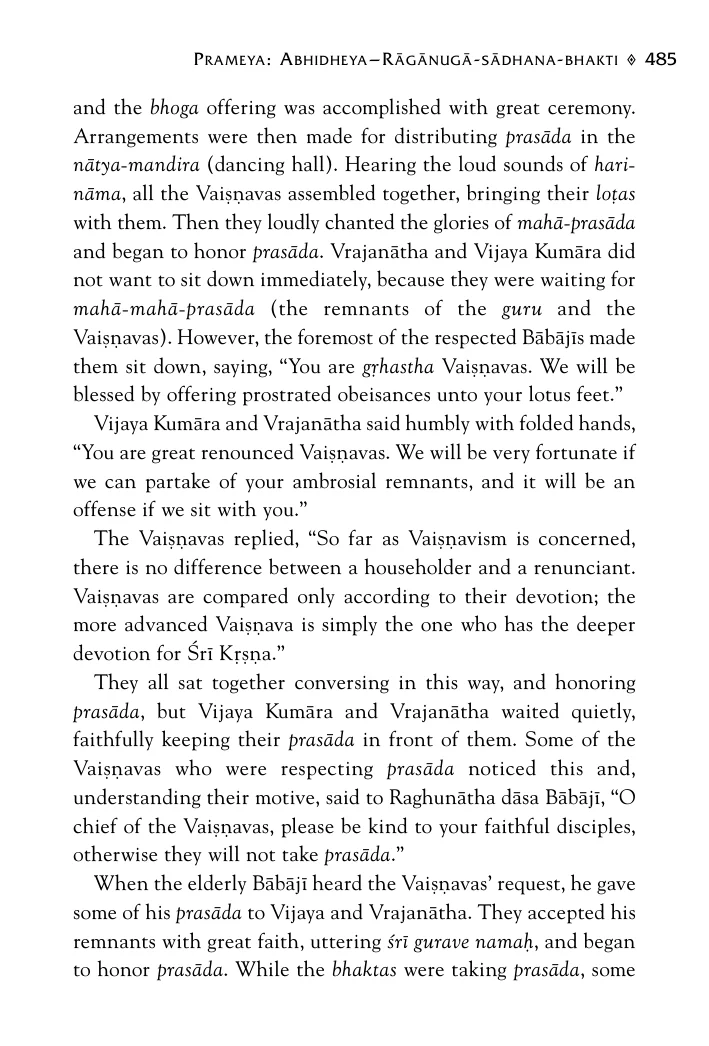 PRAMEYA: ABHIDHEYA–RĀGĀNUGĀ-SĀDHANA-BHAKTI ◊ 485
and the bhoga offering was accomplished with great ceremony.
Arrangements were then made for distributing prasāda in the
nātya-mandira (dancing hall). Hearing the loud sounds of hari-
nāma, all the Vaiṣṇavas assembled together, bringing their loṭas
with them. Then they loudly chanted the glories of mahā-prasāda
and began to honor prasāda. Vrajanātha and Vijaya Kumāra did
not want to sit down immediately, because they were waiting for
mahā-mahā-prasāda (the remnants of the guru and the
Vaiṣṇavas). However, the foremost of the respected Bābājīs made
them sit down, saying, “You are gṛhastha Vaiṣṇavas. We will be
blessed by offering prostrated obeisances unto your lotus feet.”
Vijaya Kumāra and Vrajanātha said humbly with folded hands,
“You are great renounced Vaiṣṇavas. We will be very fortunate if
we can partake of your ambrosial remnants, and it will be an
offense if we sit with you.”
The Vaiṣṇavas replied, “So far as Vaiṣṇavism is concerned,
there is no difference between a householder and a renunciant.
Vaiṣṇavas are compared only according to their devotion; the
more advanced Vaiṣṇava is simply the one who has the deeper
devotion for Śrī Kṛṣṇa.”
They all sat together conversing in this way, and honoring
prasāda, but Vijaya Kumāra and Vrajanātha waited quietly,
faithfully keeping their prasāda in front of them. Some of the
Vaiṣṇavas who were respecting prasāda noticed this and,
understanding their motive, said to Raghunātha dāsa Bābājī, “O
chief of the Vaiṣṇavas, please be kind to your faithful disciples,
otherwise they will not take prasāda.”
When the elderly Bābājī heard the Vaiṣṇavas’ request, he gave
some of his prasāda to Vijaya and Vrajanātha. They accepted his
remnants with great faith, uttering śrī gurave namaḥ, and began
to honor prasāda. While the bhaktas were taking prasāda, some